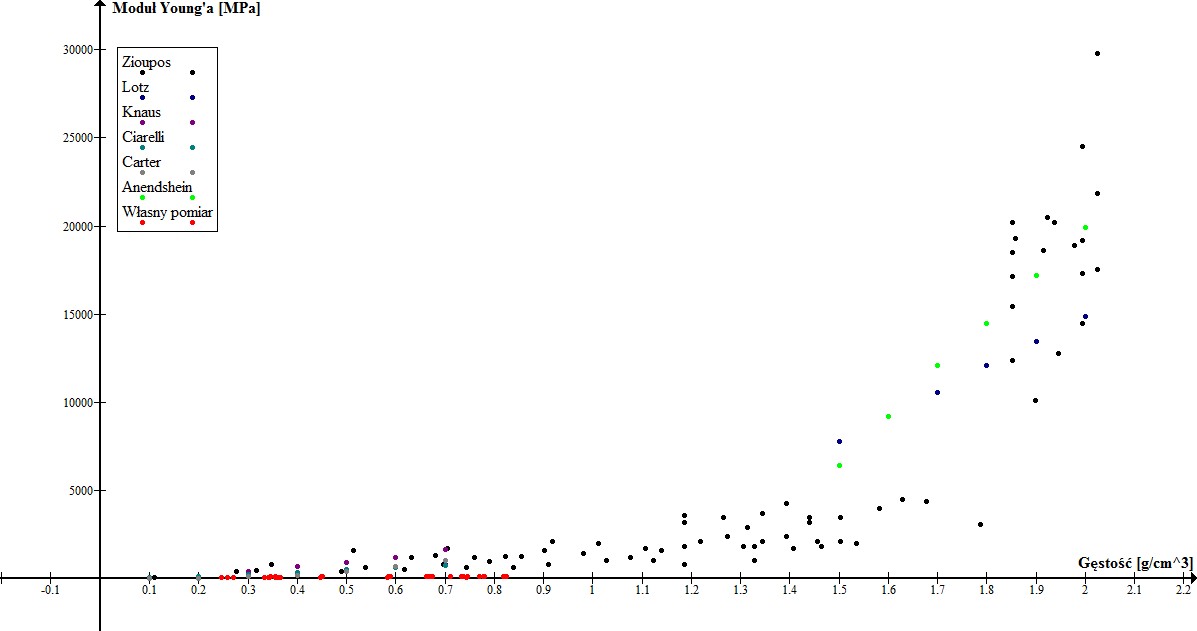 Moduł Young'a [MPa]
30000
Zioupos
Lotz
Knaus
Ciarelli
Carter
Anendshein
Własny pomiar
25000
20000
15000
10000
5000
Gęstość [g/cm^3]
-0.1 0.1 0.2 0.3 0.4 0.5 0.6 0.7 0.8 0.9 1 1.1 1.2 1.3 1.4 1.5 1.6 1.7 1.8 1.9 2 2.1 2.2